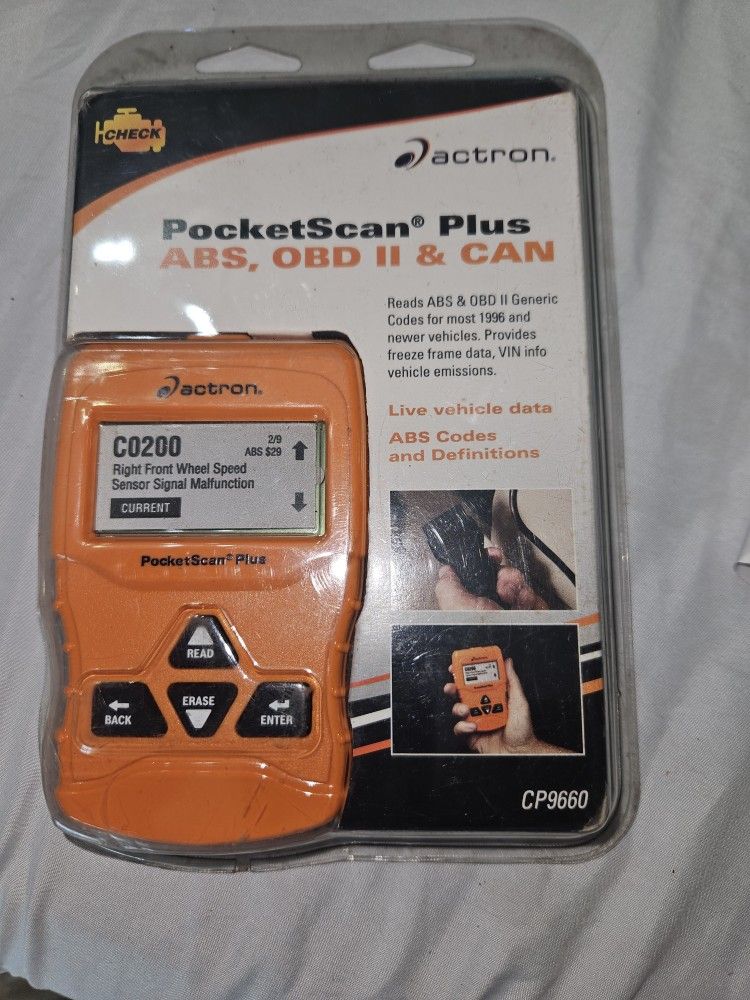 CHECK
actron.
PocketScan® Plus
ABS, OBD II & CAN
Reads ABS & OBD II Generic
Codes for most 1996 and
newer vehicles. Provides
freeze frame data, VIN info
vehicle emissions.
Live vehicle data
ABS Codes
and Definitions
actron.
C0200
2/9
ABS $29
Right Front Wheel Speed
Sensor Signal Malfunction
CURRENT
PocketScan® Plus
READ
BACK
ERASE
ENTER
actron
C0200
CP9660